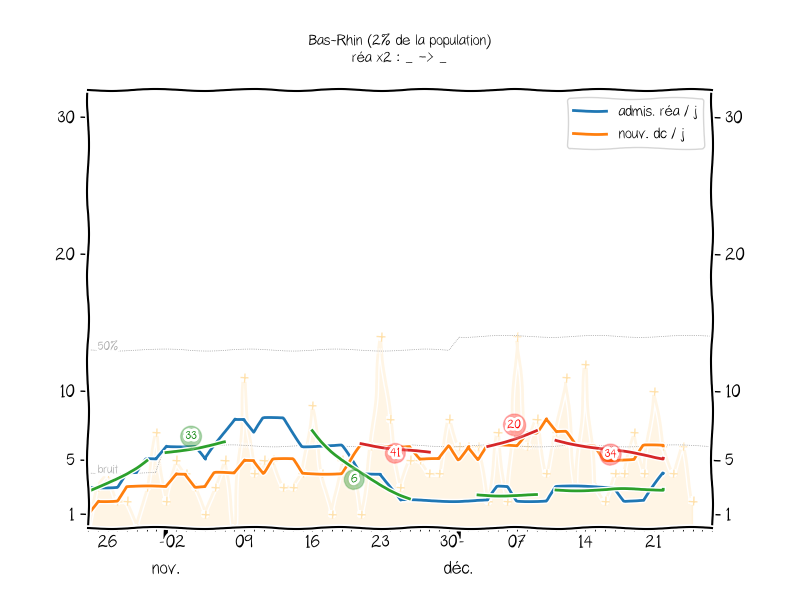 Bas-Rhin (2% de la population)
réa x2 : _ -> _
admis. réa / j
nouv. dc / j
30
30
20
20
50%
10
10
33
20
41
34
6
5
5
bruit
1
1
26 02 09 16 23 30 07 14 21
nov. déc.